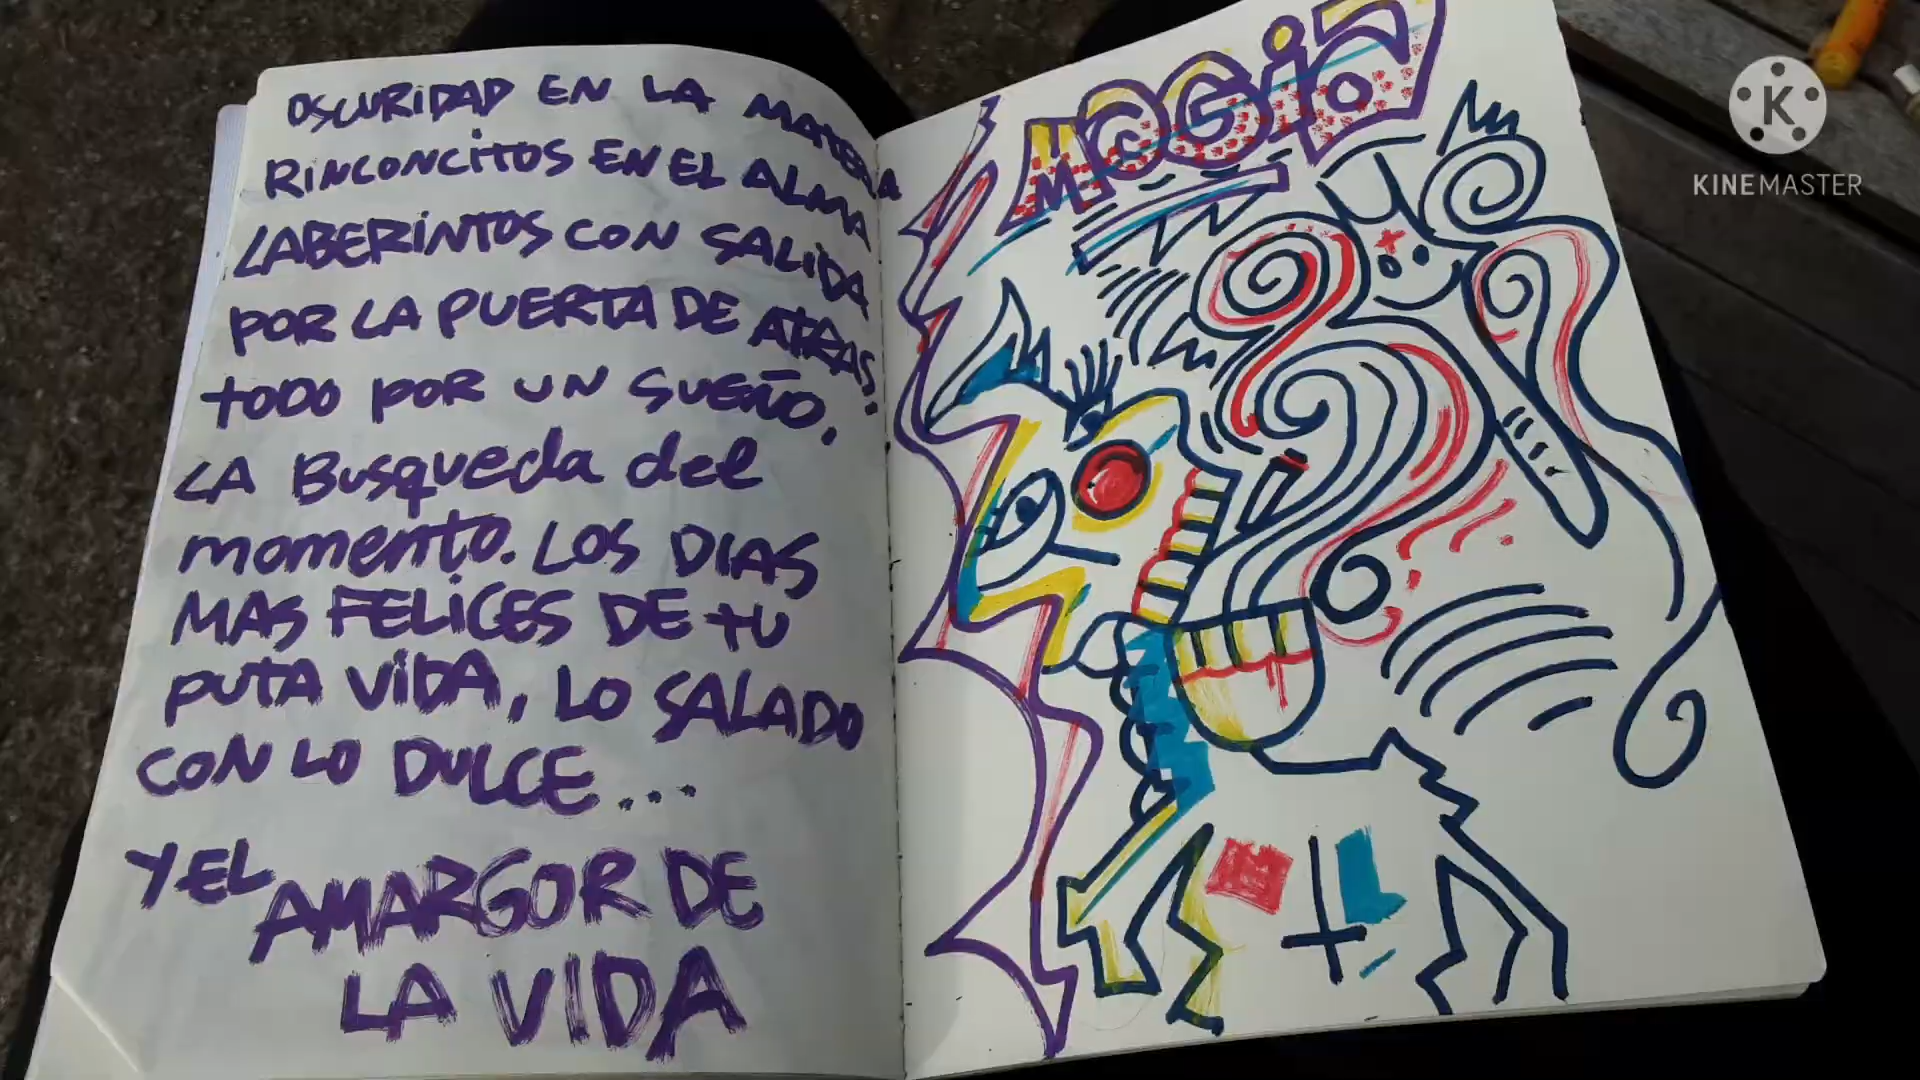 OSCURIDAD EN LA MATERIA
RINCONCITOS EN EL ALMA
LABERINTOS CON SALIDA
POR LA PUERTA DE ATRAS.
TODO POR UN SUEÑO.
LA Busqueda del
momento. LOS DIAS
MAS FELICES DE TU
PUTA VIDA, LO SALADO
CON LO DULCE...
Y EL AMARGOR DE
LA VIDA
MAGIA
K
KINEMASTER